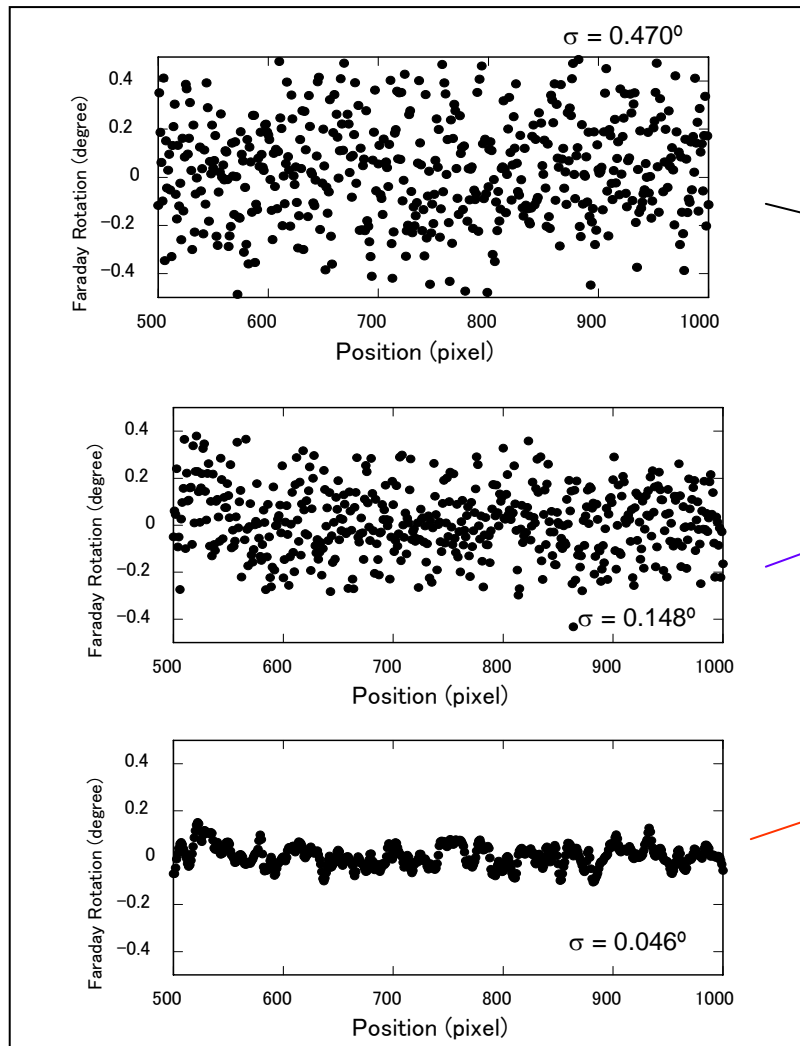 σ = 0.470⁰
Faraday Rotation (degree)
0.4
0.2
0
−0.2
−0.4
500 600 700 800 900 1000
Position (pixel)
Faraday Rotation (degree)
0.4
0.2
0
−0.2
−0.4
σ = 0.148⁰
500 600 700 800 900 1000
Position (pixel)
Faraday Rotation (degree)
0.4
0.2
0
−0.2
−0.4
σ = 0.046⁰
500 600 700 800 900 1000
Position (pixel)